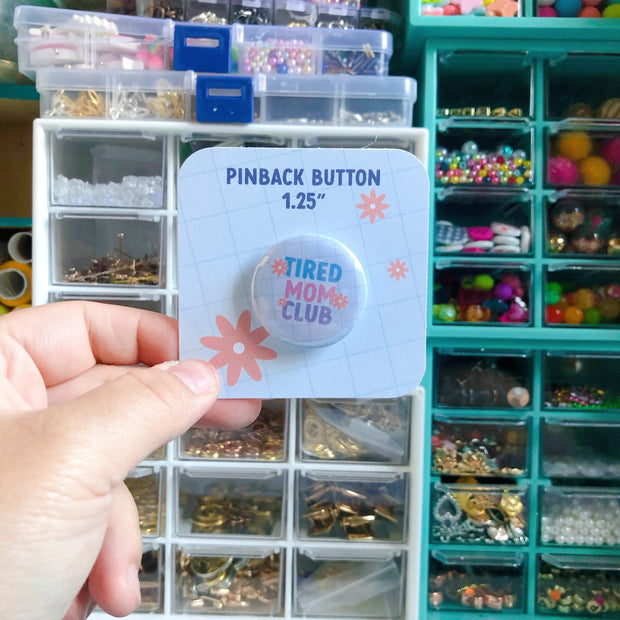 PINBACK BUTTON
1.25”
TIRED
MOM
CLUB